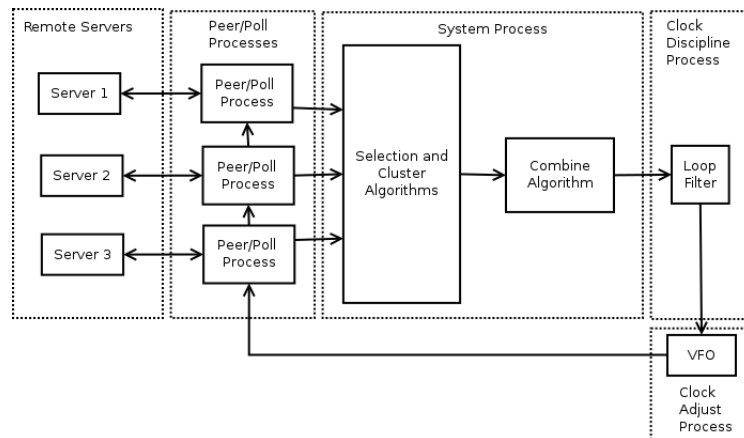 Remote Servers
Server 1
Server 2
Server 3
Peer/Poll
Processes
Peer/Poll
Process
Peer/Poll
Process
Peer/Poll
Process
System Process
Selection and
Cluster
Algorithms
Combine
Algorithm
Clock
Discipline
Process
Loop
Filter
VFO
Clock
Adjust
Process